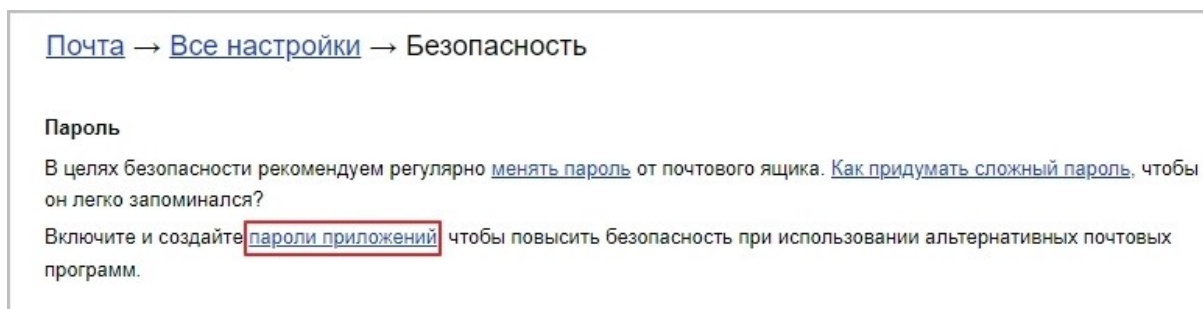 Почта → Все настройки → Безопасность
Пароль
В целях безопасности рекомендуем регулярно менять пароль от почтового ящика. Как придумать сложный пароль, чтобы
он легко запоминался?
Включите и создайте пароли приложений чтобы повысить безопасность при использовании альтернативных почтовых
программ.